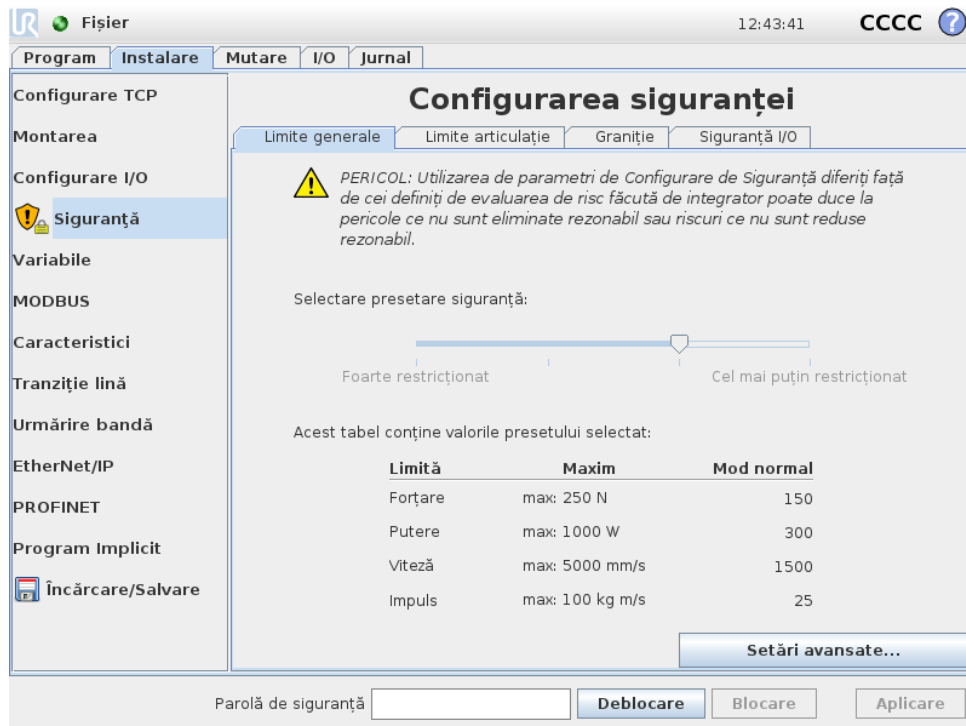 UR Fișier 12:43:41 CCCC ?
Program Instalare Mutare I/O Jurnal
Configurare TCP
Montarea
Configurare I/O
Siguranţă
Variabile
MODBUS
Caracteristici
Tranziție lină
Urmărire bandă
EtherNet/IP
PROFINET
Program Implicit
Încărcare/Salvare
Configurarea siguranței
Limite generale Limite articulație Graniție Siguranță I/O
PERICOL: Utilizarea de parametri de Configurare de Siguranță diferiți față
de cei definiți de evaluarea de risc făcută de integrator poate duce la
pericole ce nu sunt eliminate rezonabil sau riscuri ce nu sunt reduse
rezonabil.
Selectare presetare siguranță:
Foarte restricționat Cel mai puțin restricționat
Acest tabel conține valorile presetului selectat:
Limită Maxim Mod normal
Forțare max: 250 N 150
Putere max: 1000 W 300
Viteză max: 5000 mm/s 1500
Impuls max: 100 kg m/s 25
Setări avansate...
Parolă de siguranță Deblocare Blocare Aplicare